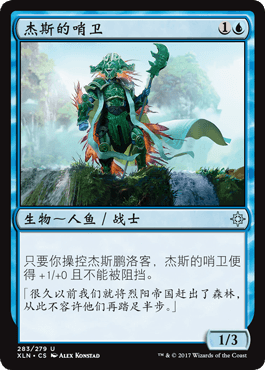 杰斯的哨卫 1
生物～人鱼 / 战士
只要你操控杰斯鹏洛客，杰斯的哨卫便
得 +1/+0 且不能被阻挡。
「很久以前我们就将烈阳帝国赶出了森林，
从此不容许他们再踏足半步。」
1/3
283/279 U
XLN • CS ALEX KONSTAD
™ & © 2017 Wizards of the Coast